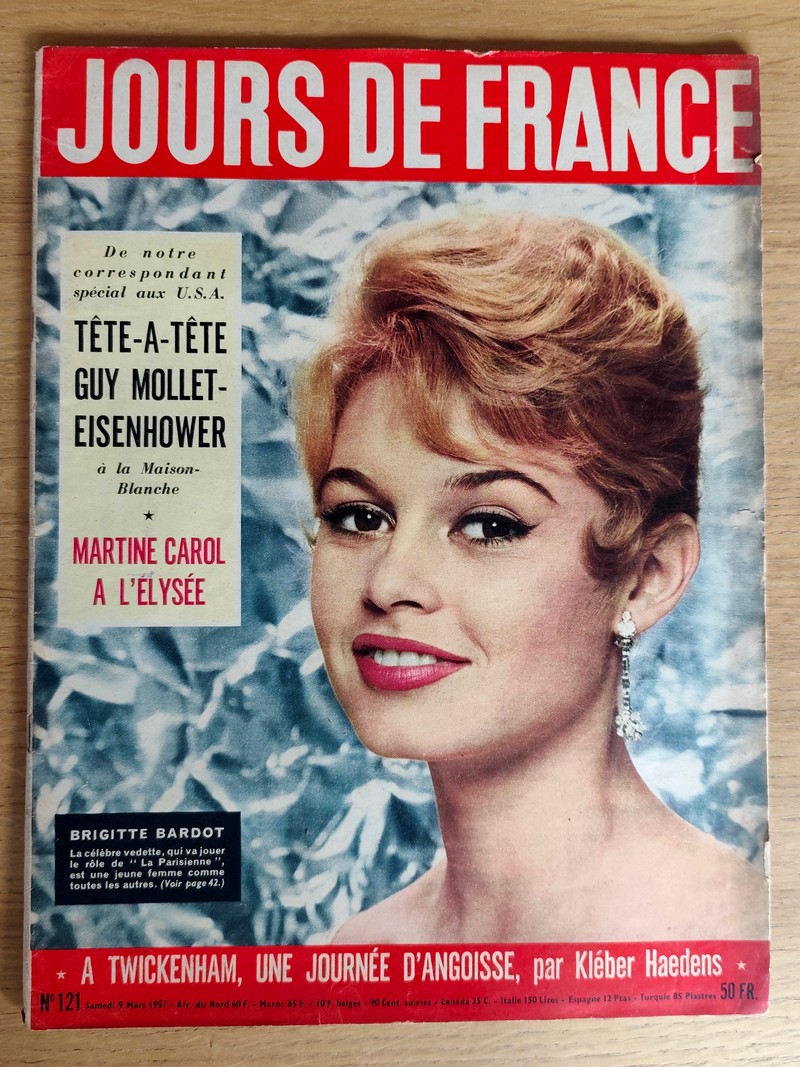 JOURS DE FRANCE
De notre
correspondant
spécial aux U.S.A.
TÊTE-A-TÊTE
GUY MOLLET-
EISENHOWER
à la Maison-
Blanche
★
MARTINE CAROL
A L'ÉLYSÉE
BRIGITTE BARDOT
La célèbre vedette, qui va jouer
le rôle de "La Parisienne",
est une jeune femme comme
toutes les autres. (Voir page 42.)
★ A TWICKENHAM, UNE JOURNÉE D'ANGOISSE, par Kléber Haedens ★
N° 121 Samedi 9 Mars 1957 - Afr. du Nord 60 F. - Maroc 65 f. - 10 F. belges - 90 Cent. suisses - Canada 25 C. - Italie 150 Lires - Espagne 12 Ptas - Turquie 85 Piastres 50 FR.